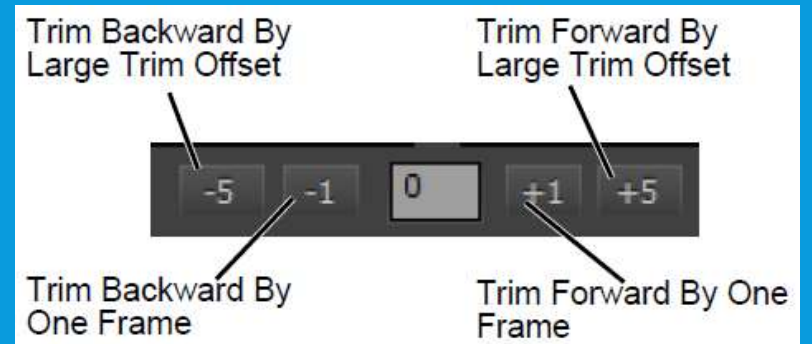 Trim Backward By
Large Trim Offset
Trim Forward By
Large Trim Offset
-5 -1 0 +1 +5
Trim Backward By
One Frame
Trim Forward By One
Frame